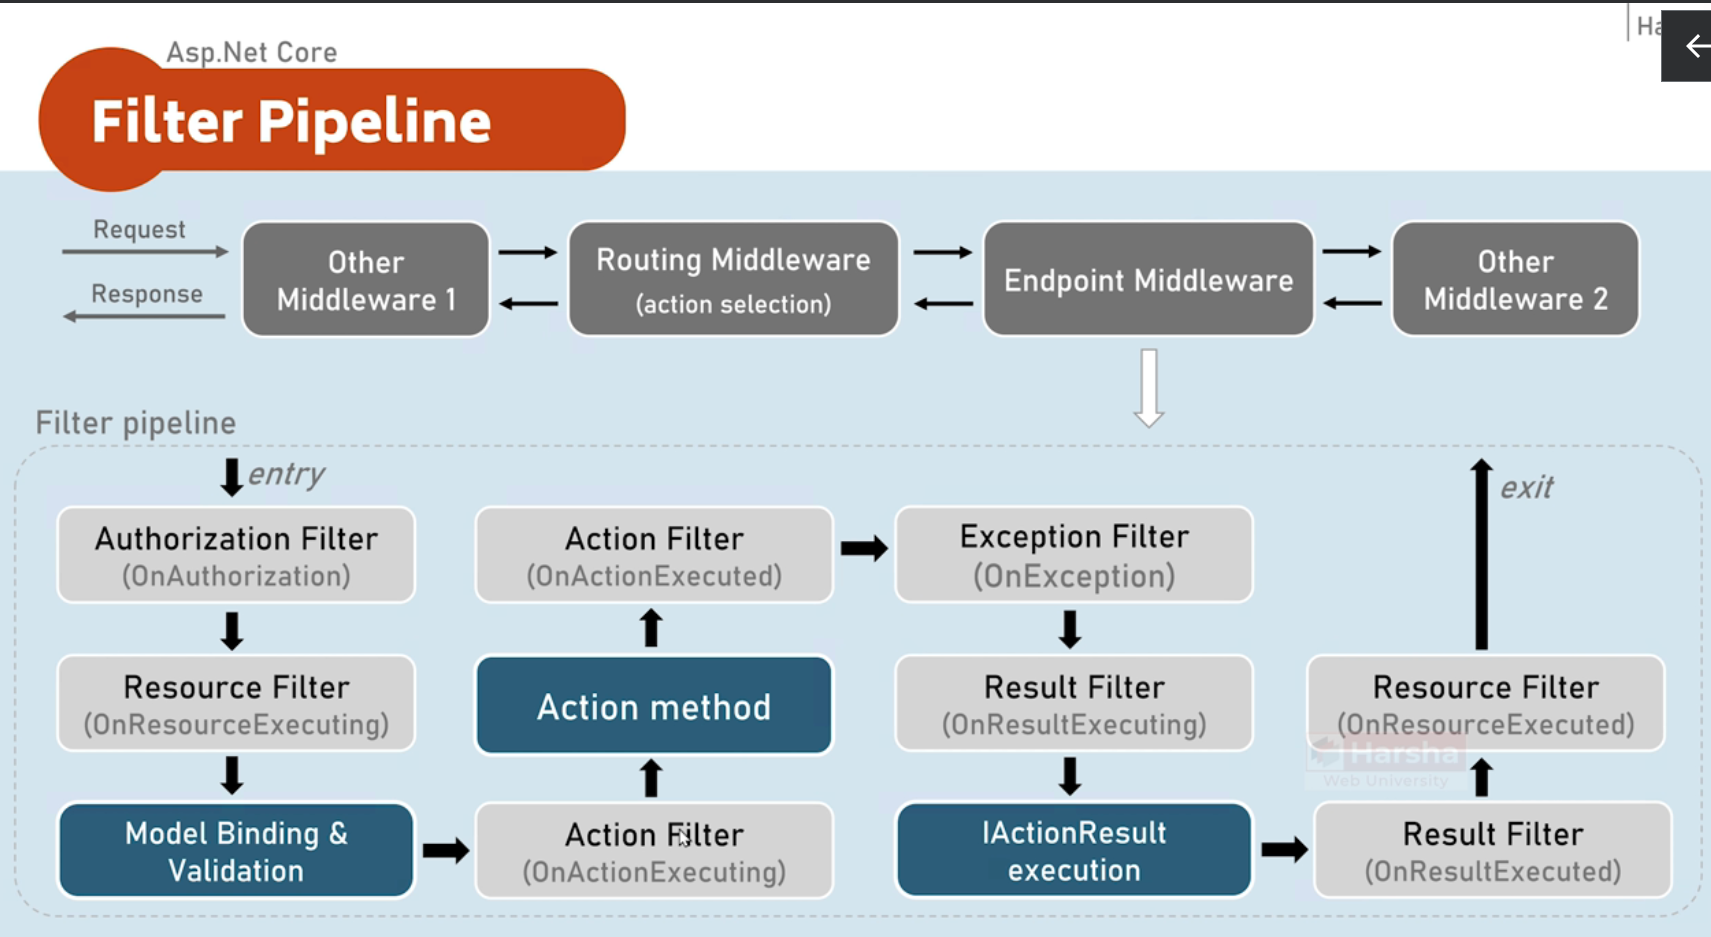 Asp.Net Core
Filter Pipeline
Request
Response
Other
Middleware 1
Routing Middleware
(action selection)
Endpoint Middleware
Other
Middleware 2
Filter pipeline
entry
Authorization Filter
(OnAuthorization)
Resource Filter
(OnResourceExecuting)
Model Binding &
Validation
Action Filter
(OnActionExecuting)
Action method
Action Filter
(OnActionExecuted)
Exception Filter
(OnException)
Result Filter
(OnResultExecuting)
IActionResult
execution
Result Filter
(OnResultExecuted)
Resource Filter
(OnResourceExecuted)
exit
Harsha
Web University